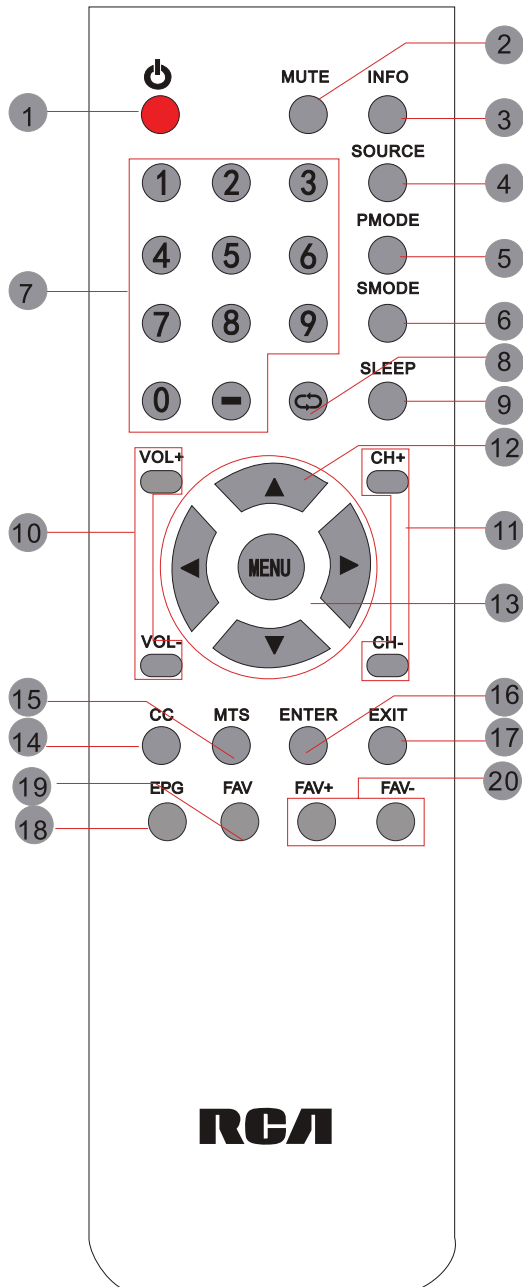 2
MUTE INFO
1
3
SOURCE
1 2 3
4
PMODE
4 5 6
5
7
SMODE
7 8 9
6
8
SLEEP
0 -
9
12
VOL+ CH+
10
11
MENU
13
VOL- CH-
15
16
CC MTS ENTER EXIT
14
17
19
20
EPG FAV FAV+ FAV-
18
RCA